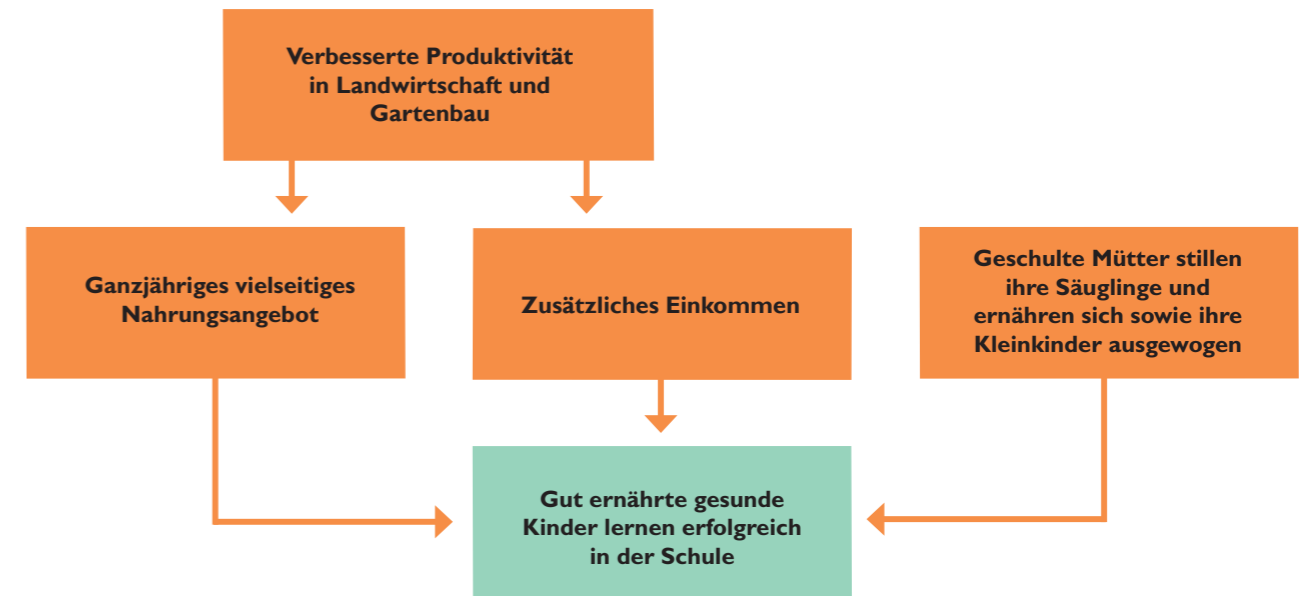 Verbesserte Produktivität
in Landwirtschaft und
Gartenbau
Ganzjähriges vielseitiges
Nahrungsangebot
Zusätzliches Einkommen
Geschulte Mütter stillen
ihre Säuglinge und
ernähren sich sowie ihre
Kleinkinder ausgewogen
Gut ernährte gesunde
Kinder lernen erfolgreich
in der Schule